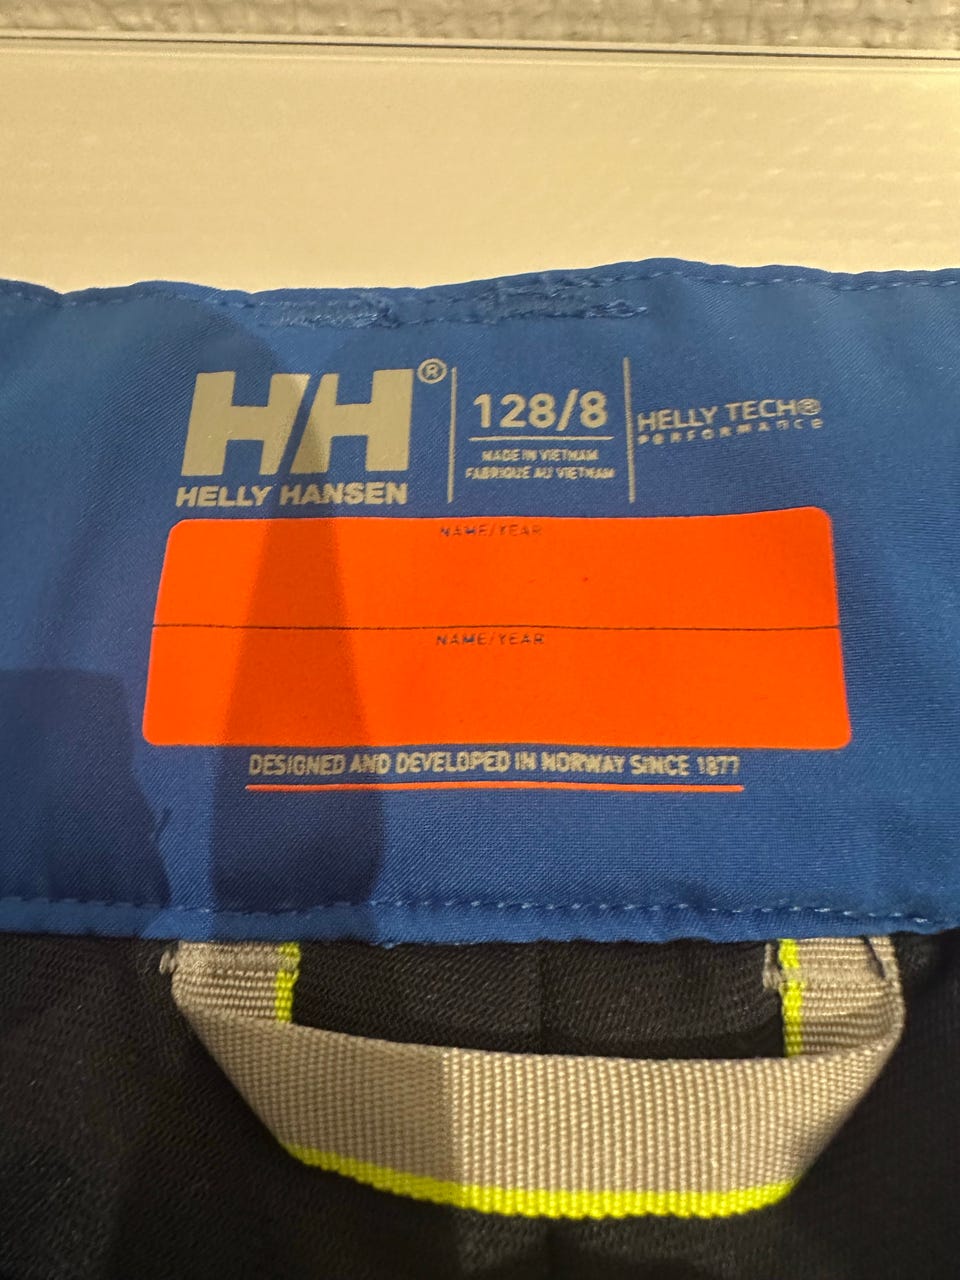 HH®
HELLY HANSEN
128/8
MADE IN VIETNAM
FABRIQUÉ AU VIETNAM
HELLY TECH®
PERFORMANCE
NAME/YEAR
NAME/YEAR
DESIGNED AND DEVELOPED IN NORWAY SINCE 1877